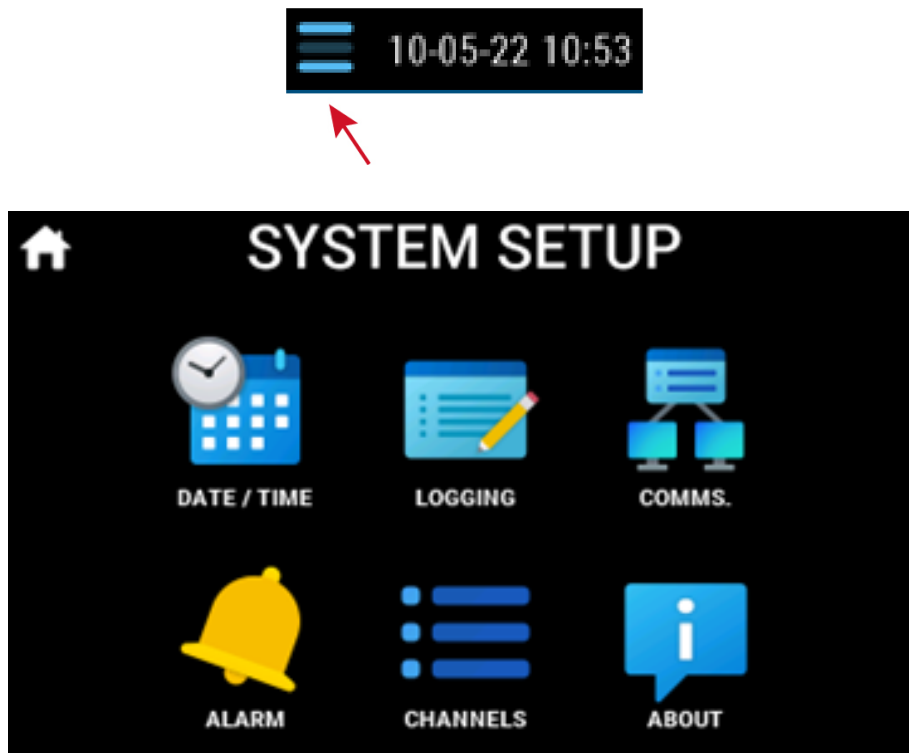 10-05-22 10:53
SYSTEM SETUP
DATE / TIME
LOGGING
COMMS.
ALARM
CHANNELS
ABOUT